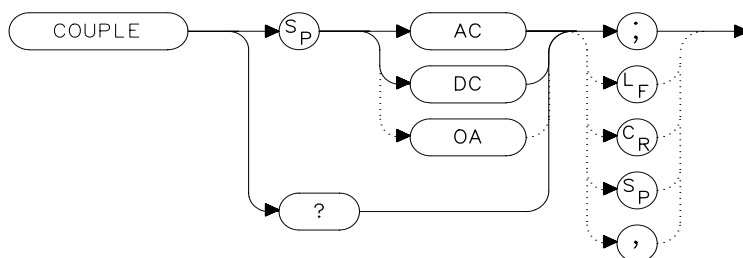 COUPLE SP AC ;
DC LF
OA CR
? SP
,